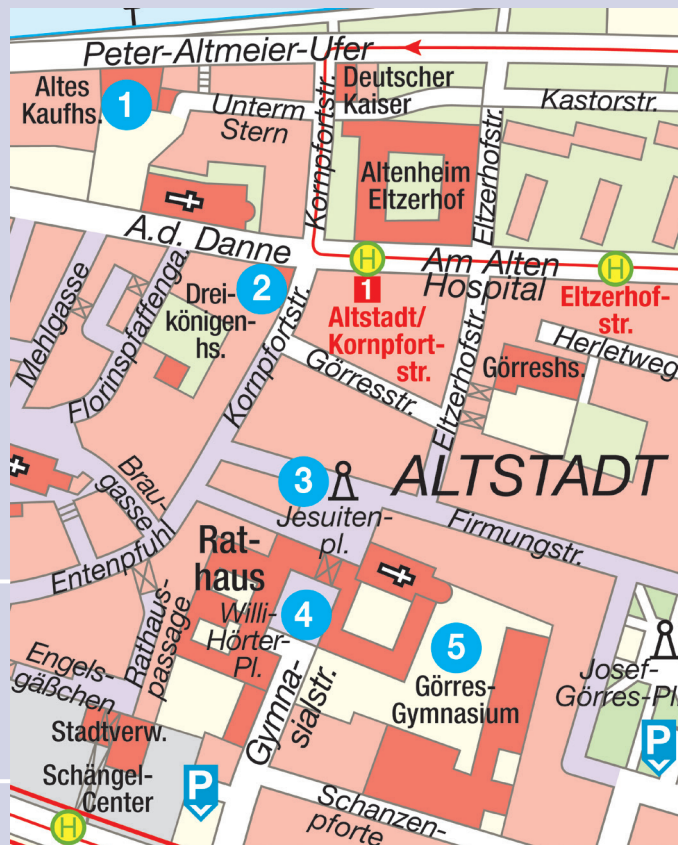 Peter-Altmeier-Ufer
Altes
Kaufhs.
1
Unterm
Stern
Kornpfortstr.
Deutscher
Kaiser
Kastorstr.
Altenheim
Eltzerhof
Eltzerhofstr.
A.d. Danne
H
Am Alten
Hospital
H
2
Drei-
königen-
hs.
1
Altstadt/
Kornpfort-
str.
Eltzerhof-
str.
Mehlgasse
Florinspfaffenga.
Kornpfortstr.
Görresstr.
Eltzerhofstr.
Herletweg
Görreshs.
Brau-
gasse
3
Jesuiten-
pl.
ALTSTADT
Firmungstr.
Entenpfuhl
Rat-
haus
Willi-
Hörter-
Pl.
4
Rathaus-
passage
5
Görres-
Gymnasium
Josef-
Görres-Pl.
Engels-
gäßchen
Gymna-
sialstr.
Stadtverw.
Schängel-
Center
P
P
H
Schanzen-
pforte